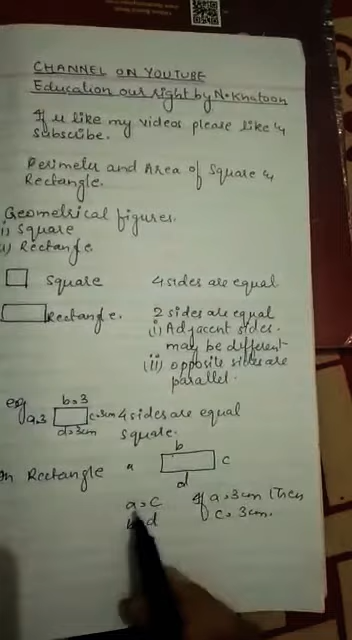 CHANNEL ON YOUTUBE
Education our right by N. Khatoon
If u like my videos please like &
Subscribe.
Perimeter and Area of Square &
Rectangle.
Geometrical figures.
i) Square
ii) Rectangle
Square 4 sides are equal
Rectangle. 2 sides are equal
(i) Adjacent sides.
may be different
(ii) opposite sides are
parallel.
eg b=3
a=3 c=3cm 4 sides are equal
d=3cm square.
b
In Rectangle a c
d
a=c If a=3cm Then
b=d c=3cm.